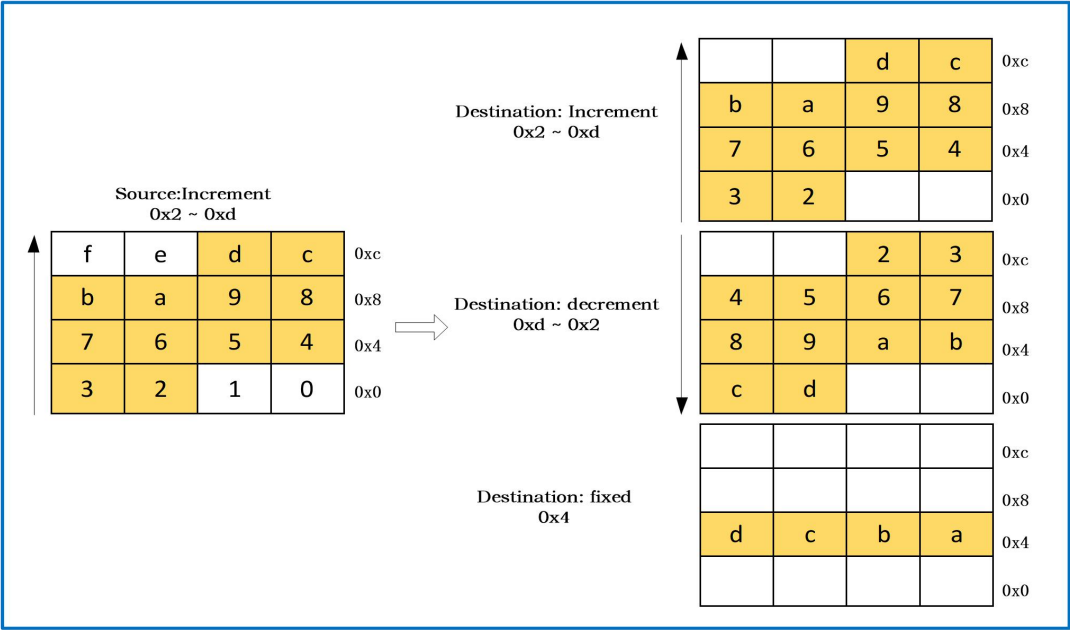 Source:Increment
0x2 ~ 0xd
f e d c 0xc
b a 9 8 0x8
7 6 5 4 0x4
3 2 1 0 0x0
Destination: Increment
0x2 ~ 0xd
d c 0xc
b a 9 8 0x8
7 6 5 4 0x4
3 2 0x0
Destination: decrement
0xd ~ 0x2
2 3 0xc
4 5 6 7 0x8
8 9 a b 0x4
c d 0x0
Destination: fixed
0x4
0xc
0x8
d c b a 0x4
0x0